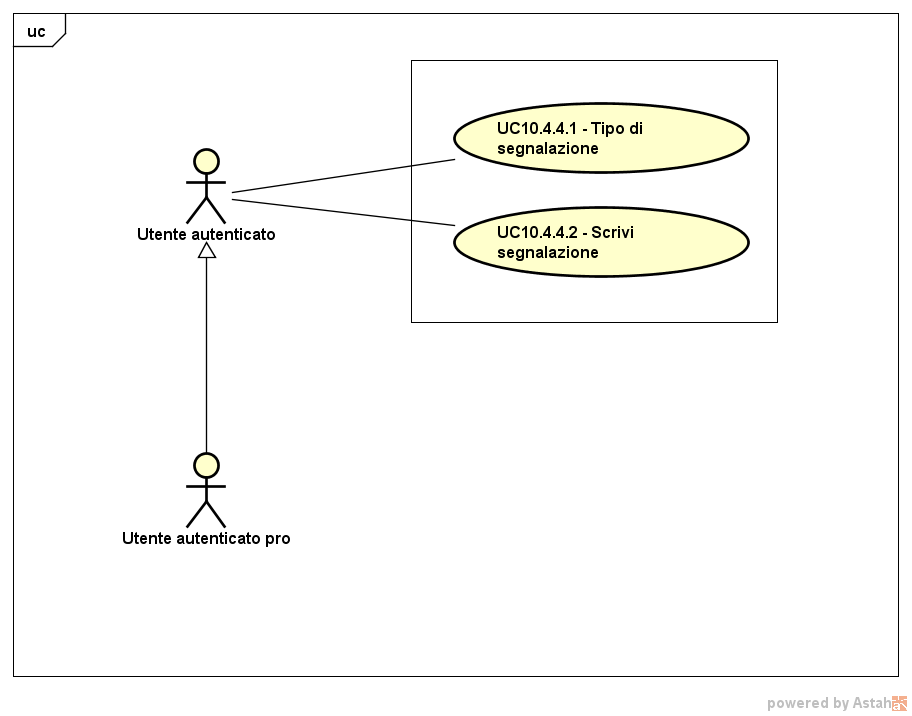 uc
UC10.4.4.1 - Tipo di
segnalazione
Utente autenticato
UC10.4.4.2 - Scrivi
segnalazione
Utente autenticato pro
powered by Astah